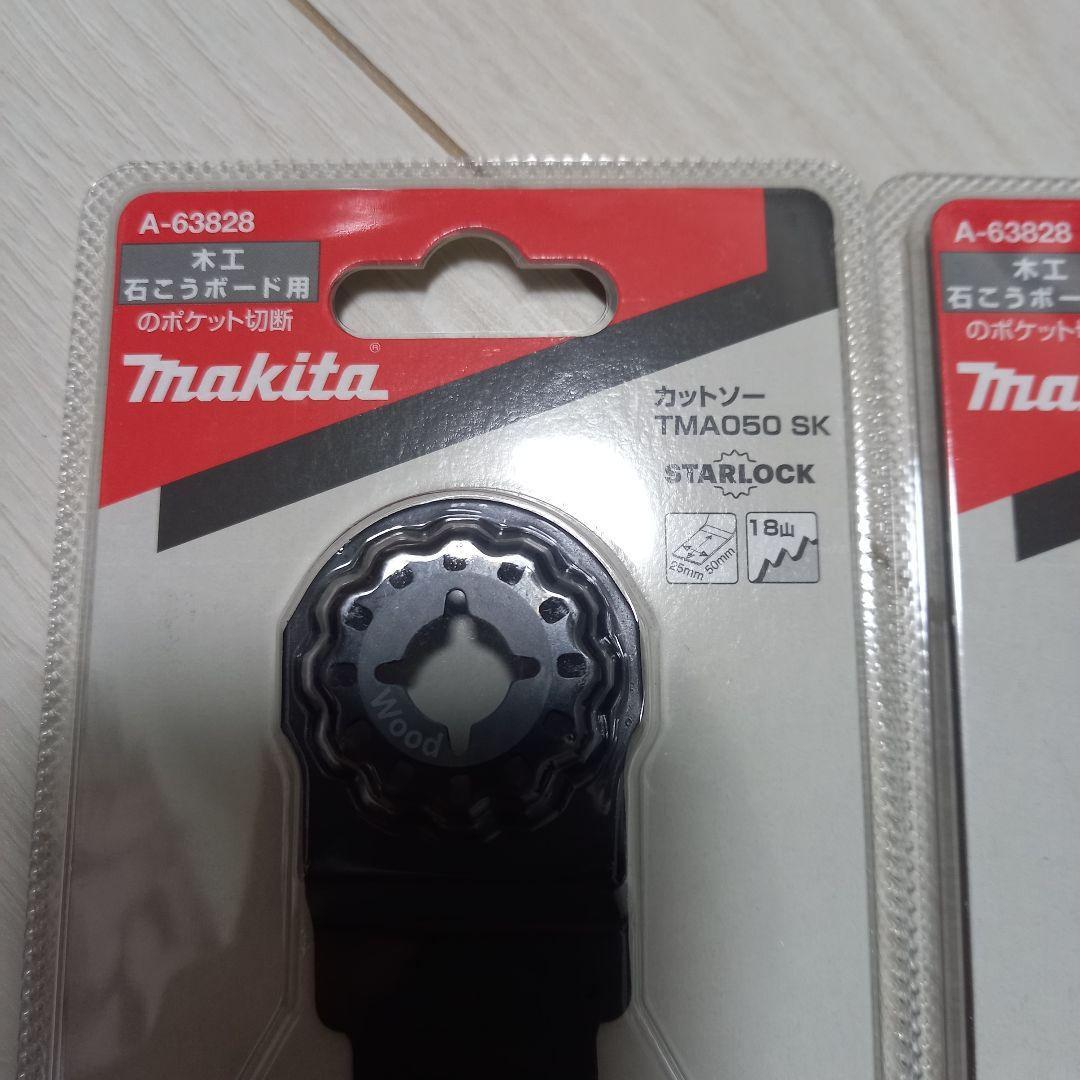 A-63828
木工
石こうボード用
のポケット切断
makita®
カットソー
TMA050 SK
STARLOCK
25mm 50mm
18山
Wood
A-63828
木工
石こうボー
のポケット